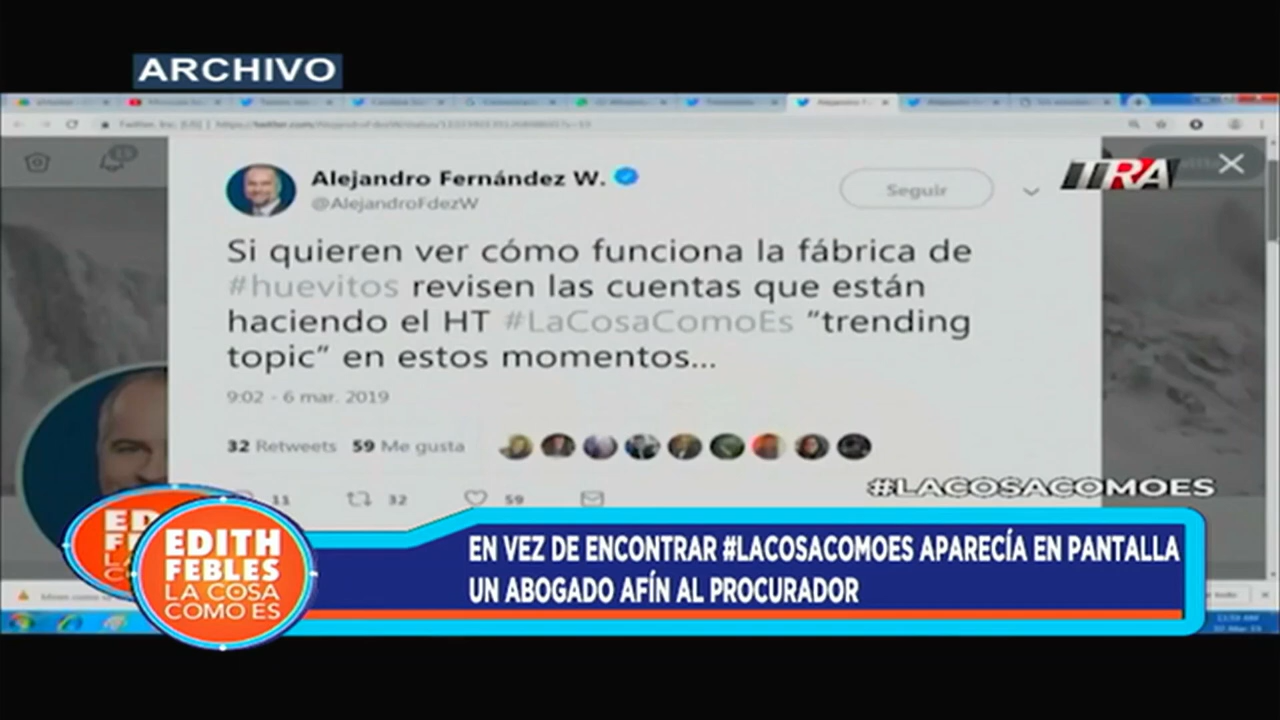 ARCHIVO
TRA
Alejandro Fernández W.
@AlejandroFdezW
Seguir
Si quieren ver cómo funciona la fábrica de
#huevitos revisen las cuentas que están
haciendo el HT #LaCosaComoEs “trending
topic” en estos momentos...
9:02 - 6 mar. 2019
32 Retweets 59 Me gusta
11 32 59
#LACOSACOMOES
EDITH
FEBLES
LA COSA
COMO ES
EN VEZ DE ENCONTRAR #LACOSACOMOES APARECÍA EN PANTALLA
UN ABOGADO AFÍN AL PROCURADOR